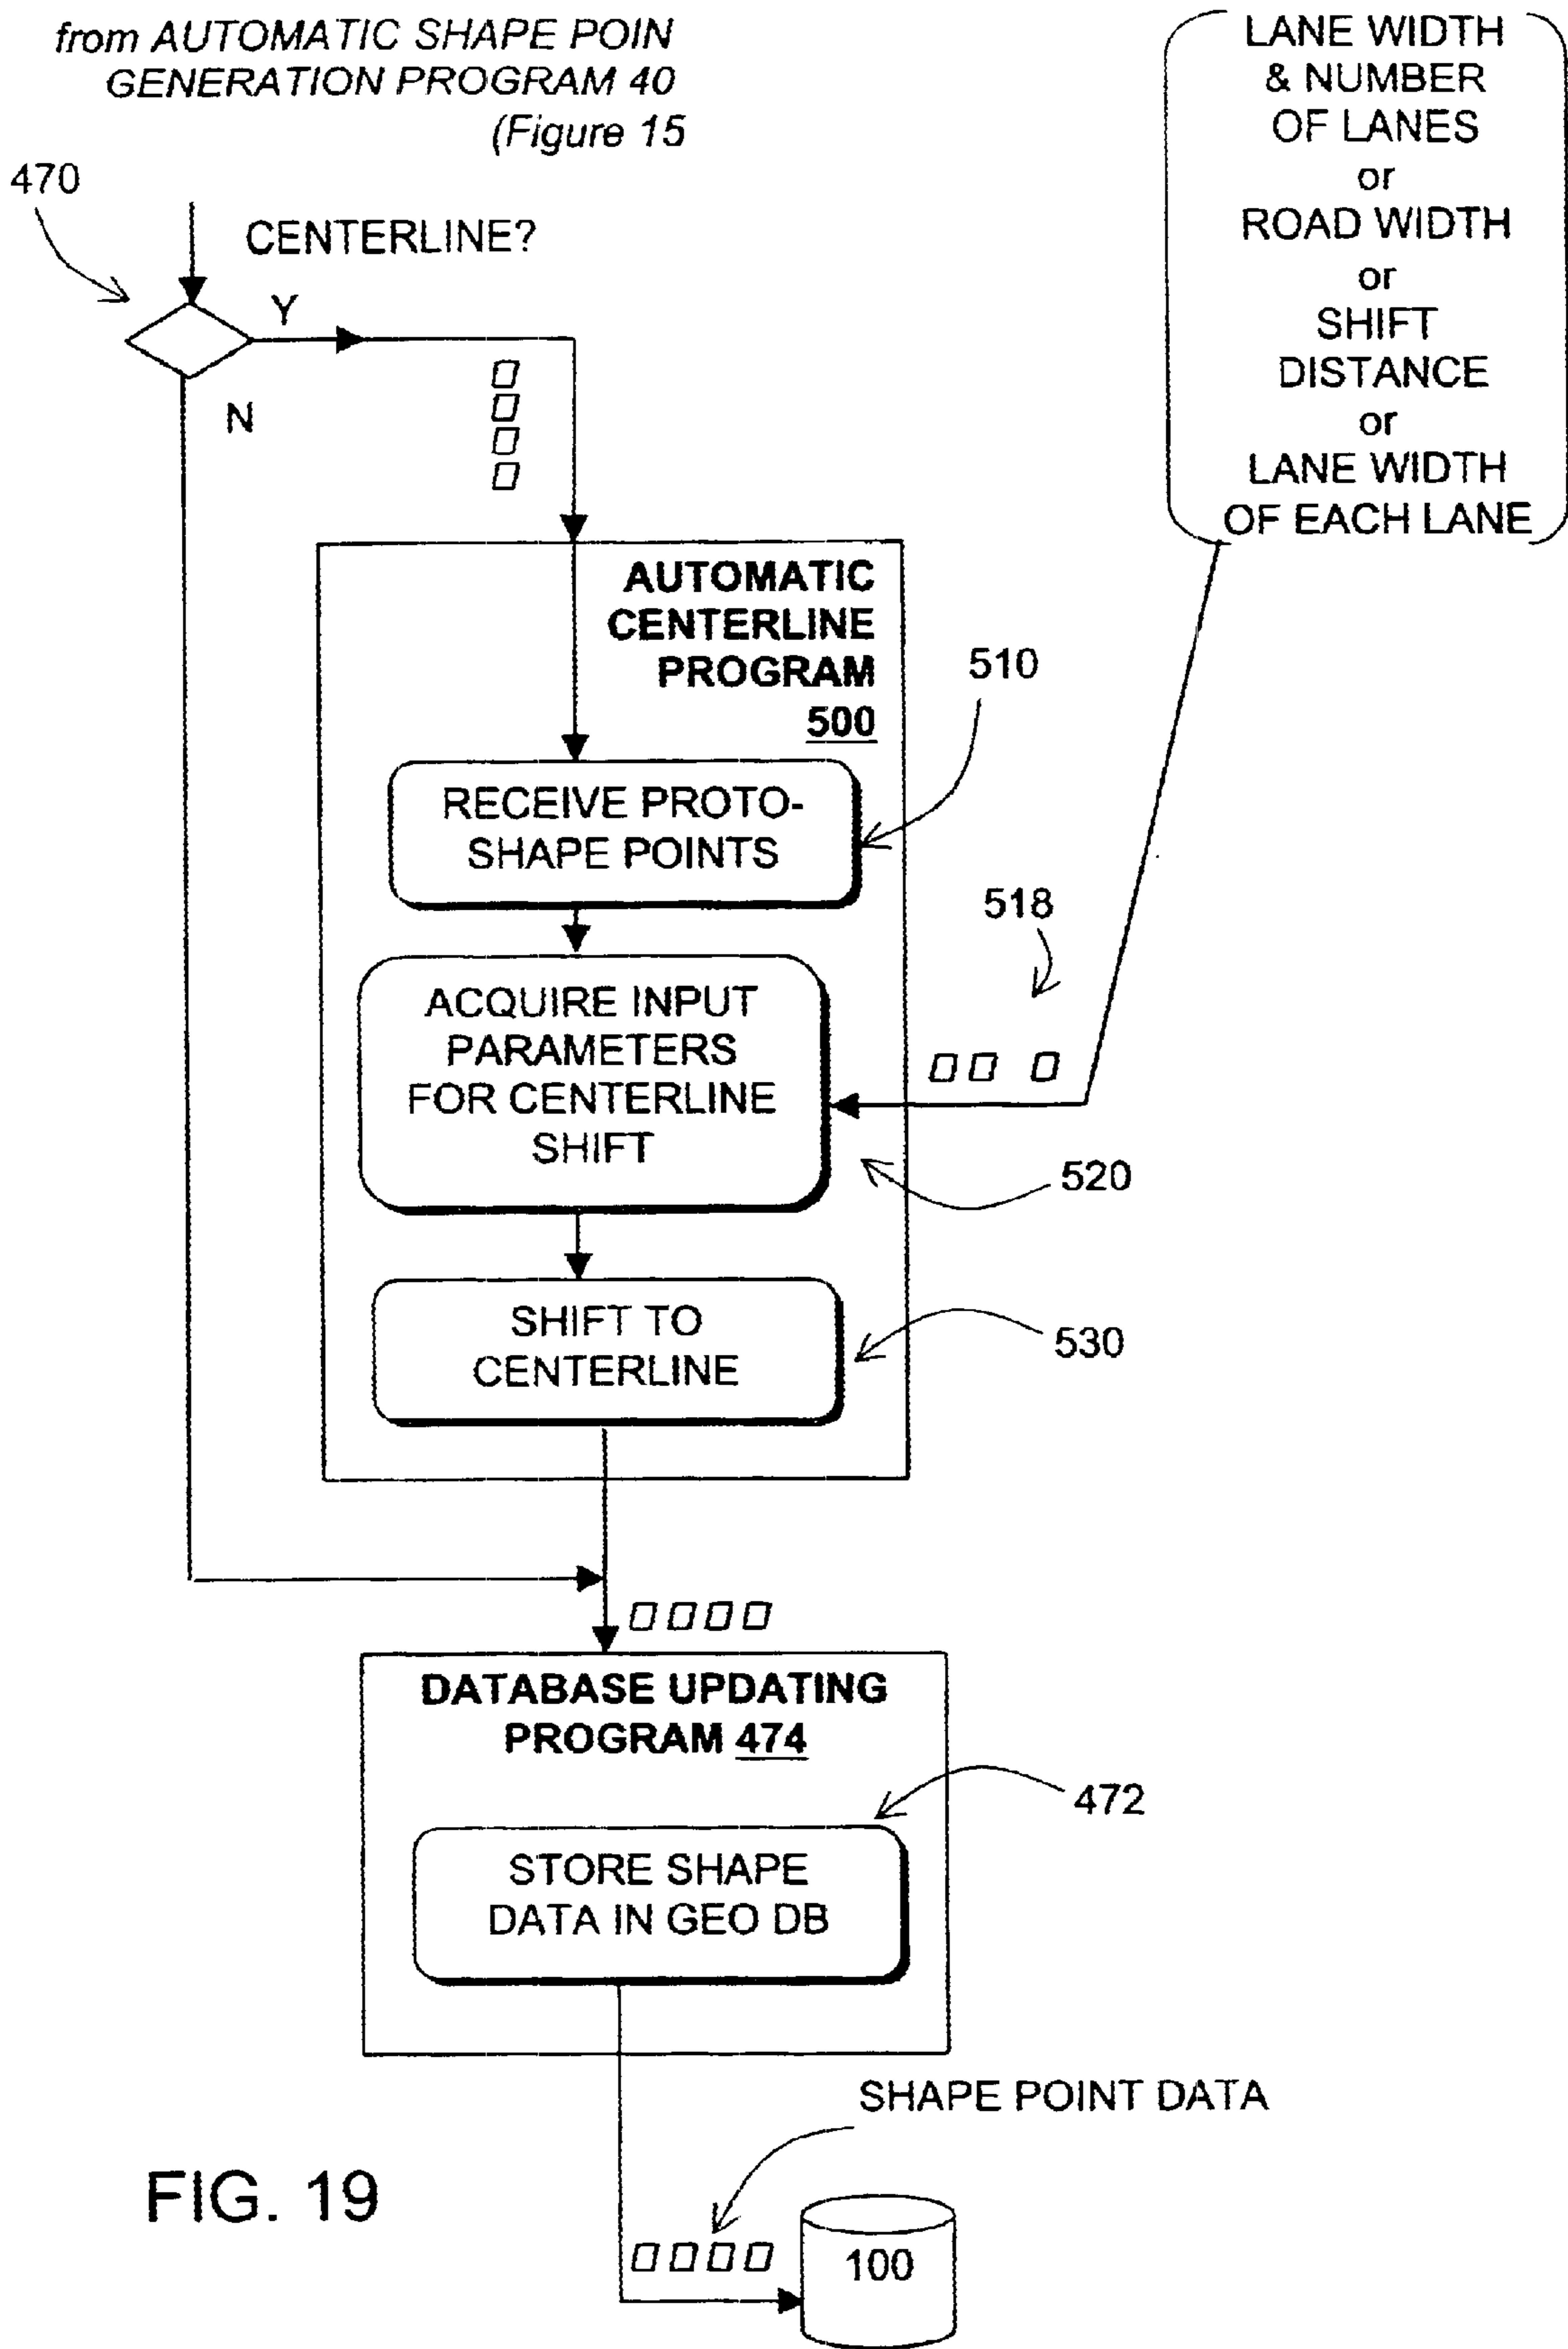 from AUTOMATIC SHAPE POIN
GENERATION PROGRAM 40
(Figure 15
470
CENTERLINE?
Y
N
LANE WIDTH
& NUMBER
OF LANES
or
ROAD WIDTH
or
SHIFT
DISTANCE
or
LANE WIDTH
OF EACH LANE
AUTOMATIC
CENTERLINE
PROGRAM
500
510
RECEIVE PROTO-
SHAPE POINTS
518
ACQUIRE INPUT
PARAMETERS
FOR CENTERLINE
SHIFT
520
SHIFT TO
CENTERLINE
530
DATABASE UPDATING
PROGRAM 474
472
STORE SHAPE
DATA IN GEO DB
SHAPE POINT DATA
FIG. 19
100